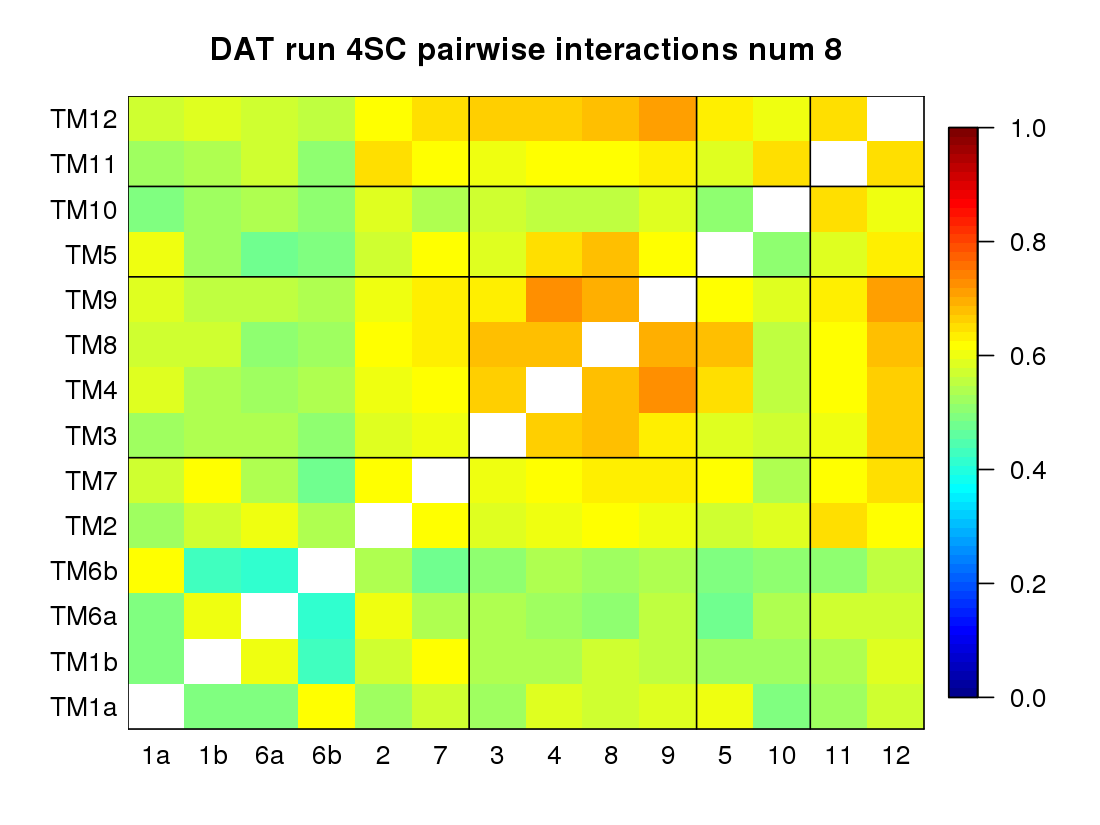 DAT run 4SC pairwise interactions num 8
TM12
TM11
TM10
TM5
TM9
TM8
TM4
TM3
TM7
TM2
TM6b
TM6a
TM1b
TM1a
1a 1b 6a 6b 2 7 3 4 8 9 5 10 11 12
1.0
0.8
0.6
0.4
0.2
0.0